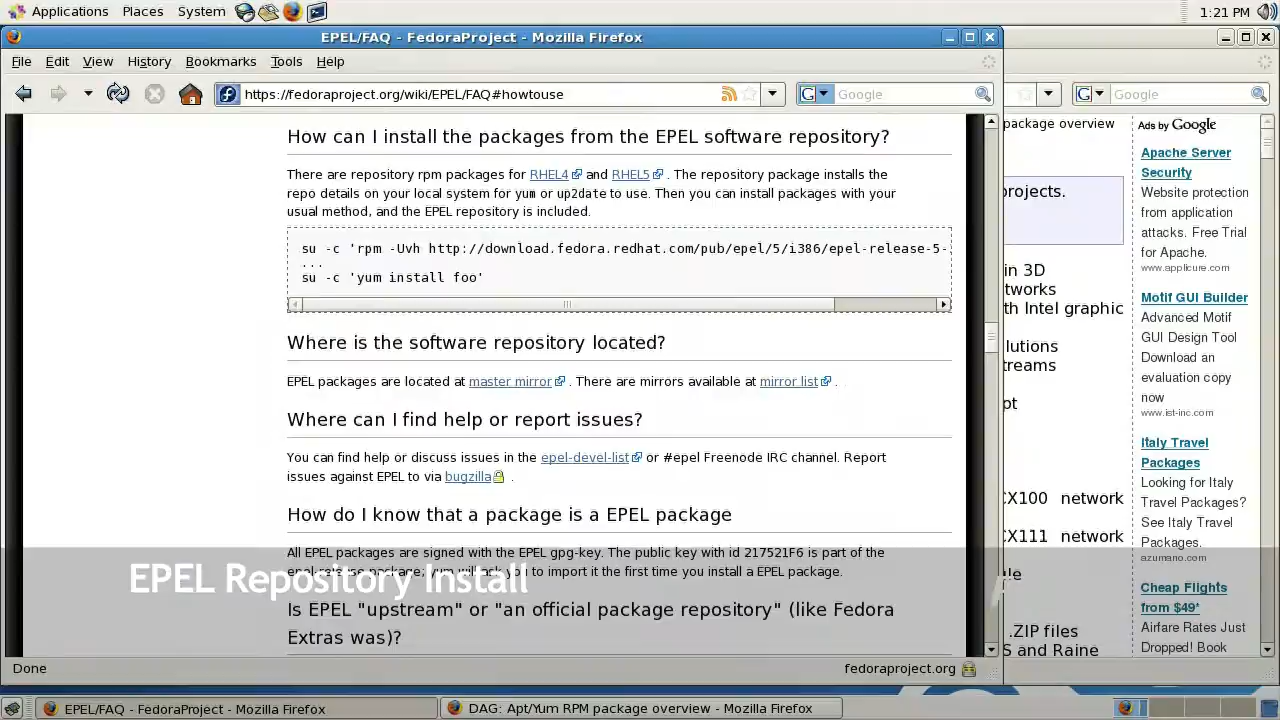 Applications Places System 1:21 PM
EPEL/FAQ - FedoraProject - Mozilla Firefox
File Edit View History Bookmarks Tools Help
https://fedoraproject.org/wiki/EPEL/FAQ#howtouse
Google
Google
How can I install the packages from the EPEL software repository?
There are repository rpm packages for RHEL4 and RHEL5 . The repository package installs the
repo details on your local system for yum or up2date to use. Then you can install packages with your
usual method, and the EPEL repository is included.
su -c 'rpm -Uvh http://download.fedora.redhat.com/pub/epel/5/i386/epel-release-5-
...
su -c 'yum install foo'
Where is the software repository located?
EPEL packages are located at master mirror . There are mirrors available at mirror list .
Where can I find help or report issues?
You can find help or discuss issues in the epel-devel-list or #epel Freenode IRC channel. Report
issues against EPEL to via bugzilla .
How do I know that a package is a EPEL package
All EPEL packages are signed with the EPEL gpg-key. The public key with id 217521F6 is part of the
epel-release package; yum will ask you to import it the first time you install a EPEL package.
EPEL Repository Install
Is EPEL "upstream" or "an official package repository" (like Fedora
Extras was)?
package overview
projects.
in 3D
etworks
th Intel graphic
lutions
treams
pt
CX100 network
CX111 network
ule
.ZIP files
S and Raine
Ads by Google
Apache Server
Security
Website protection
from application
attacks. Free Trial
for Apache.
www.applicure.com
Motif GUI Builder
Advanced Motif
GUI Design Tool
Download an
evaluation copy
now
www.ist-inc.com
Italy Travel
Packages
Looking for Italy
Travel Packages?
See Italy Travel
Packages.
azumano.com
Cheap Flights
from $49*
Airfare Rates Just
Dropped! Book
Done fedoraproject.org
EPEL/FAQ - FedoraProject - Mozilla Firefox
DAG: Apt/Yum RPM package overview - Mozilla Firefox